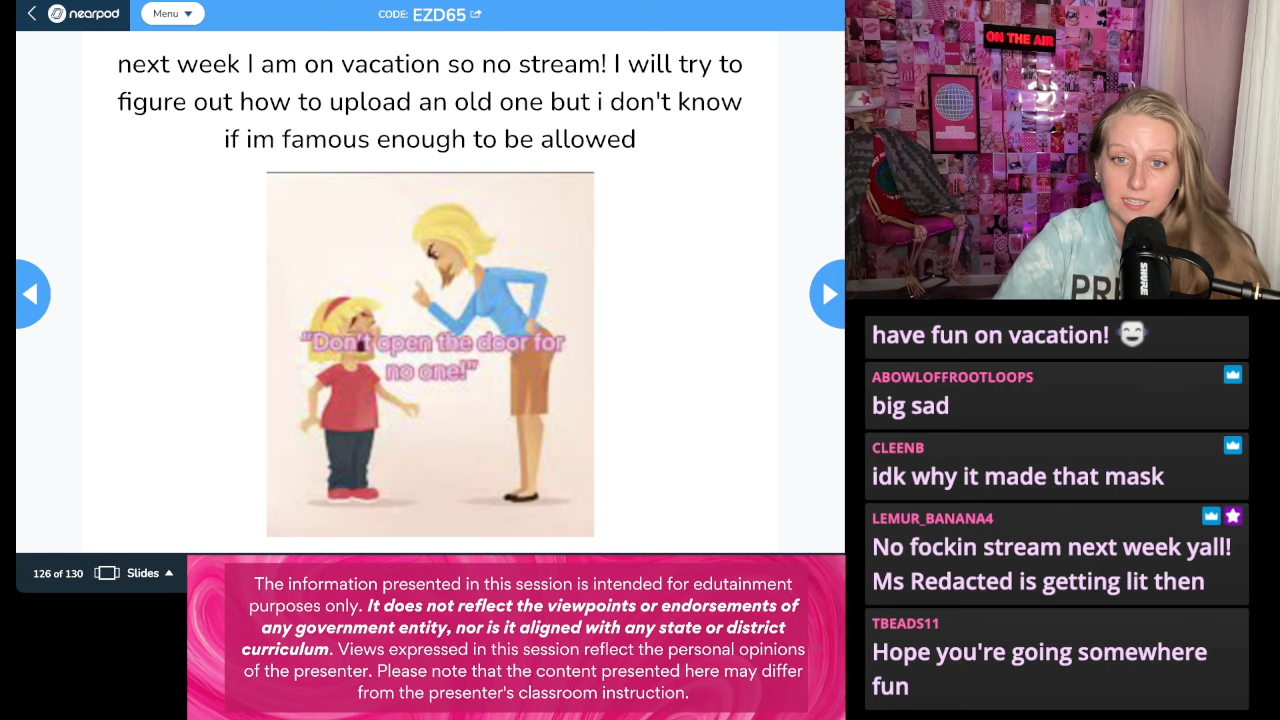 nearpod
Menu
CODE: EZD65
next week I am on vacation so no stream! I will try to
figure out how to upload an old one but i don't know
if im famous enough to be allowed
"Don't open the door for
no one!"
126 of 130
Slides
The information presented in this session is intended for edutainment
purposes only. It does not reflect the viewpoints or endorsements of
any government entity, nor is it aligned with any state or district
curriculum. Views expressed in this session reflect the personal opinions
of the presenter. Please note that the content presented here may differ
from the presenter's classroom instruction.
ON THE AIR
PRE
SHURE
have fun on vacation!
ABOWLOFFROOTLOOPS
big sad
CLEENB
idk why it made that mask
LEMUR_BANANA4
No fockin stream next week yall!
Ms Redacted is getting lit then
TBEADS11
Hope you're going somewhere
fun